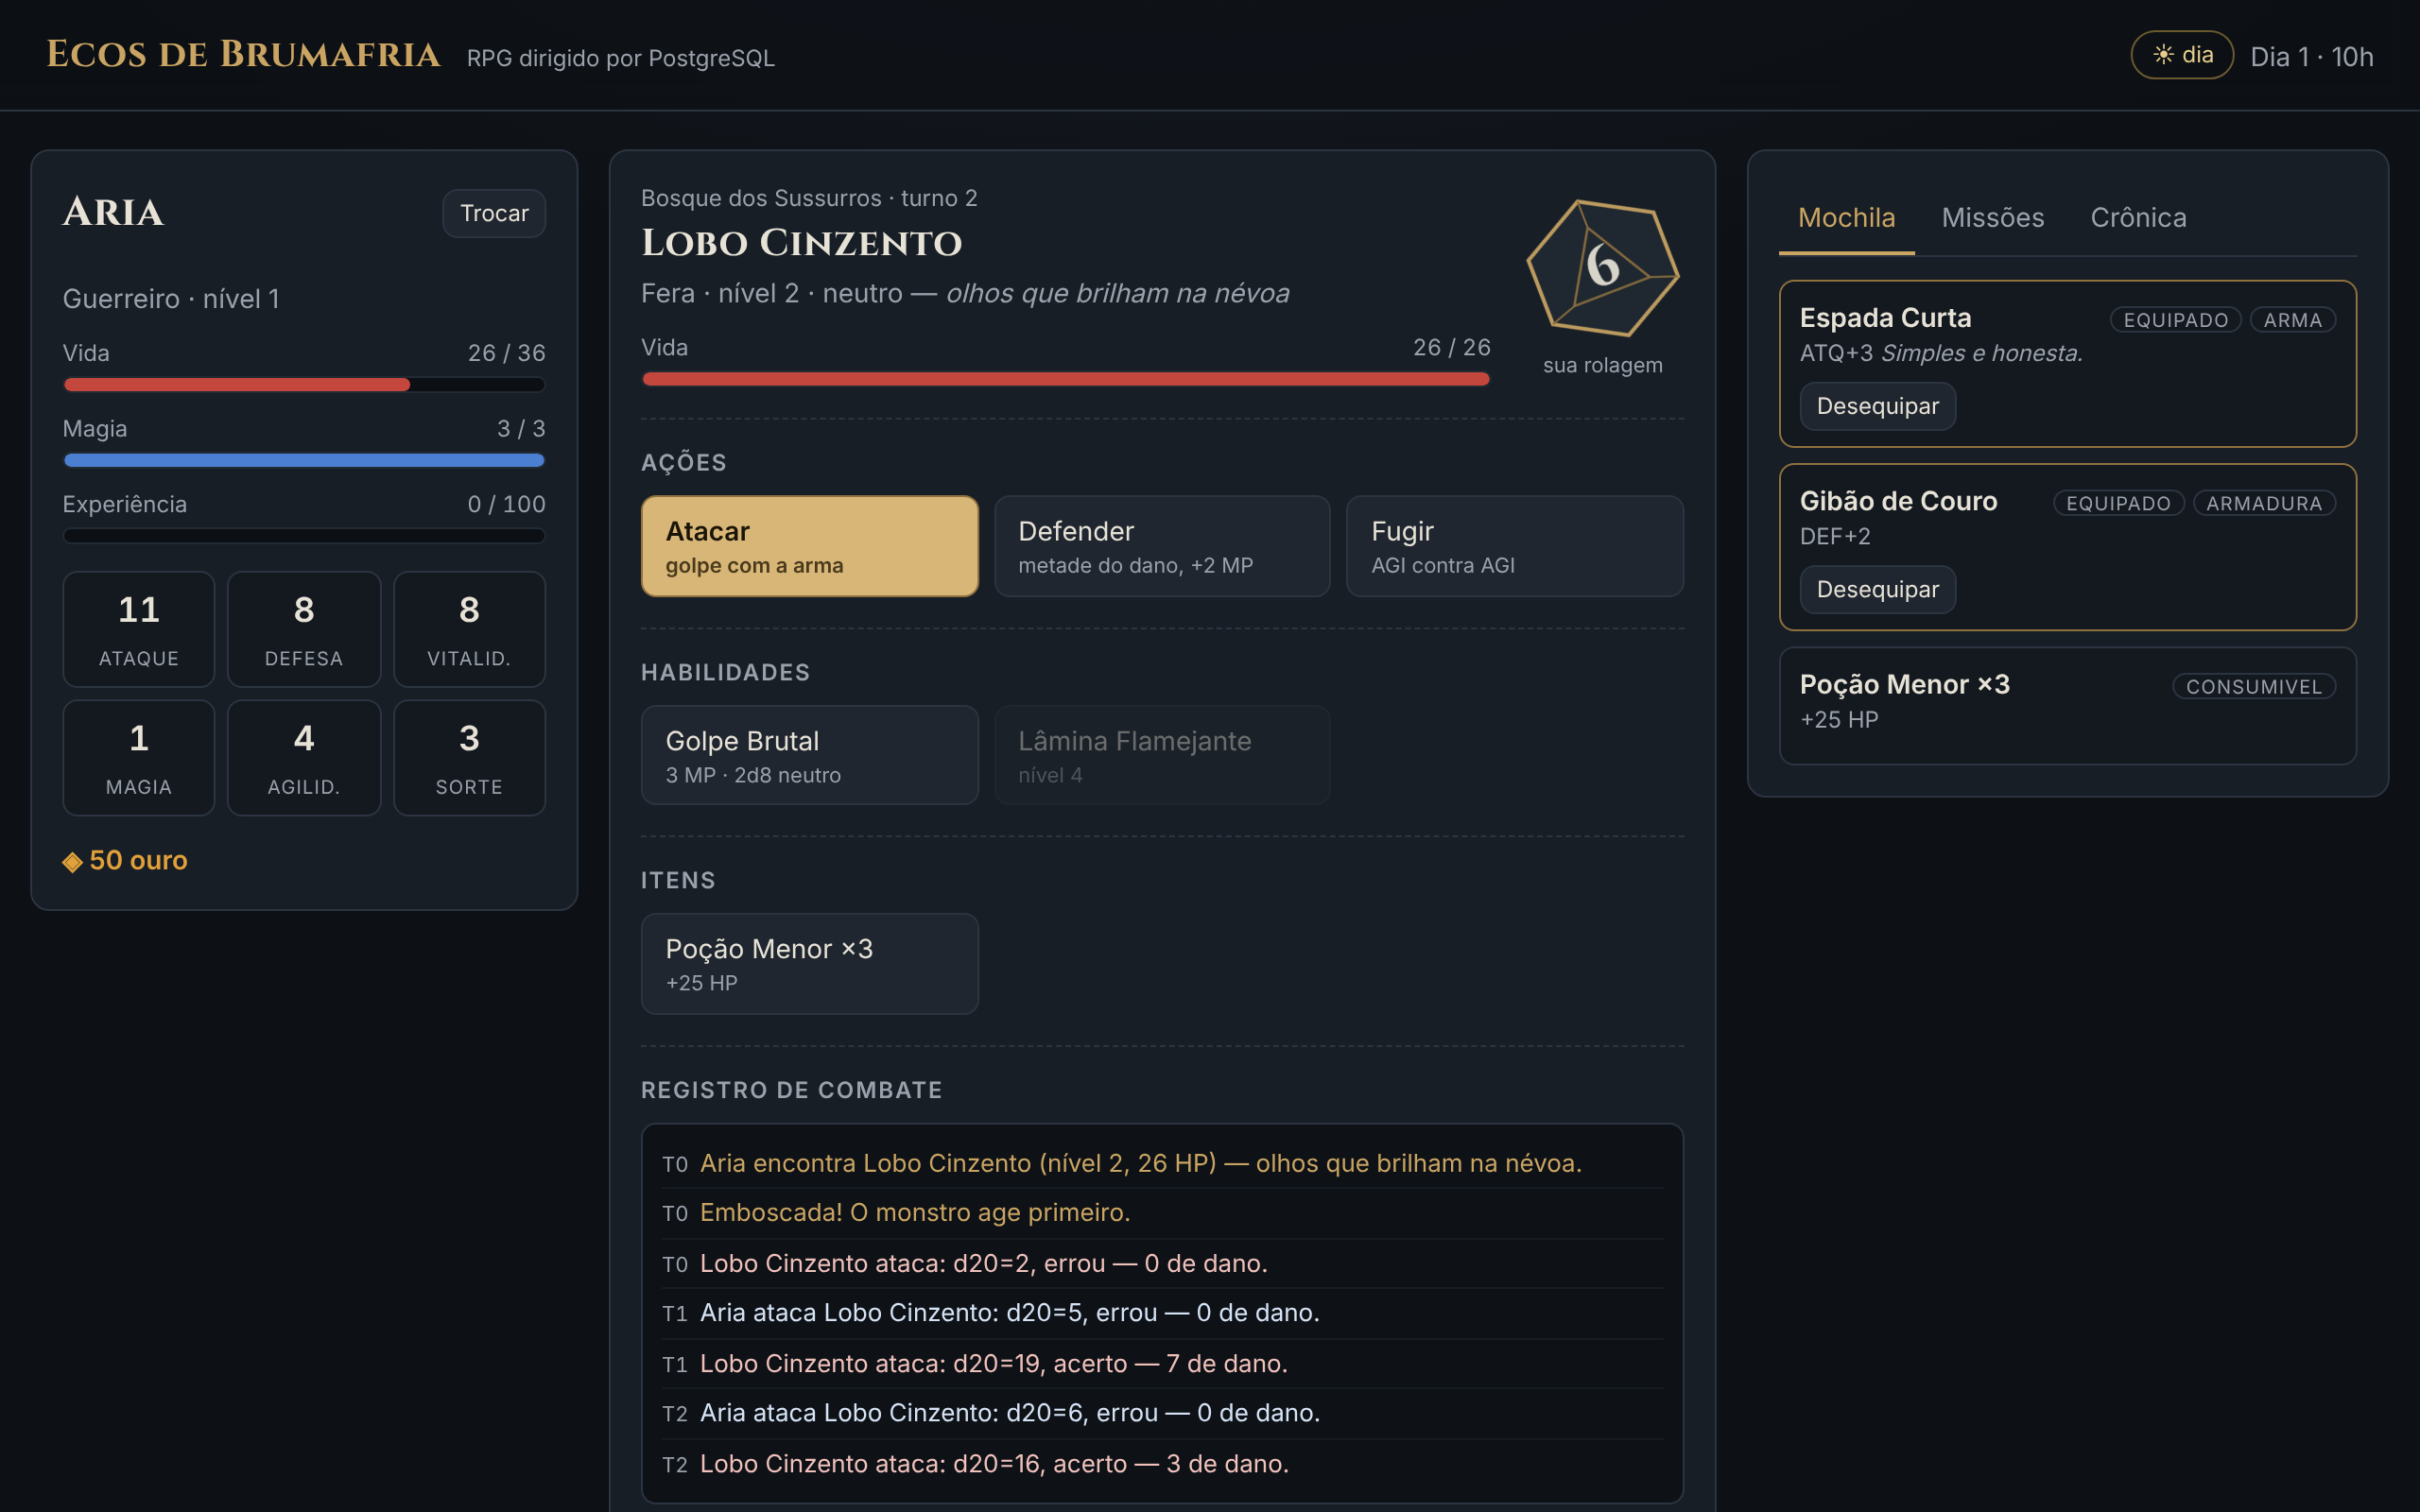 Ecos de Brumafria
RPG dirigido por PostgreSQL
☀ dia
Dia 1 · 10h
Aria
Trocar
Guerreiro · nível 1
Vida 26 / 36
Magia 3 / 3
Experiência 0 / 100
11 8 8
ATAQUE DEFESA VITALID.
1 4 3
MAGIA AGILID. SORTE
◈ 50 ouro
Bosque dos Sussurros · turno 2
Lobo Cinzento
Fera · nível 2 · neutro — olhos que brilham na névoa
Vida 26 / 26
6
sua rolagem
AÇÕES
Atacar
golpe com a arma
Defender
metade do dano, +2 MP
Fugir
AGI contra AGI
HABILIDADES
Golpe Brutal
3 MP · 2d8 neutro
Lâmina Flamejante
nível 4
ITENS
Poção Menor ×3
+25 HP
REGISTRO DE COMBATE
T0 Aria encontra Lobo Cinzento (nível 2, 26 HP) — olhos que brilham na névoa.
T0 Emboscada! O monstro age primeiro.
T0 Lobo Cinzento ataca: d20=2, errou — 0 de dano.
T1 Aria ataca Lobo Cinzento: d20=5, errou — 0 de dano.
T1 Lobo Cinzento ataca: d20=19, acerto — 7 de dano.
T2 Aria ataca Lobo Cinzento: d20=6, errou — 0 de dano.
T2 Lobo Cinzento ataca: d20=16, acerto — 3 de dano.
Mochila Missões Crônica
Espada Curta EQUIPADO ARMA
ATQ+3 Simples e honesta.
Desequipar
Gibão de Couro EQUIPADO ARMADURA
DEF+2
Desequipar
Poção Menor ×3 CONSUMIVEL
+25 HP